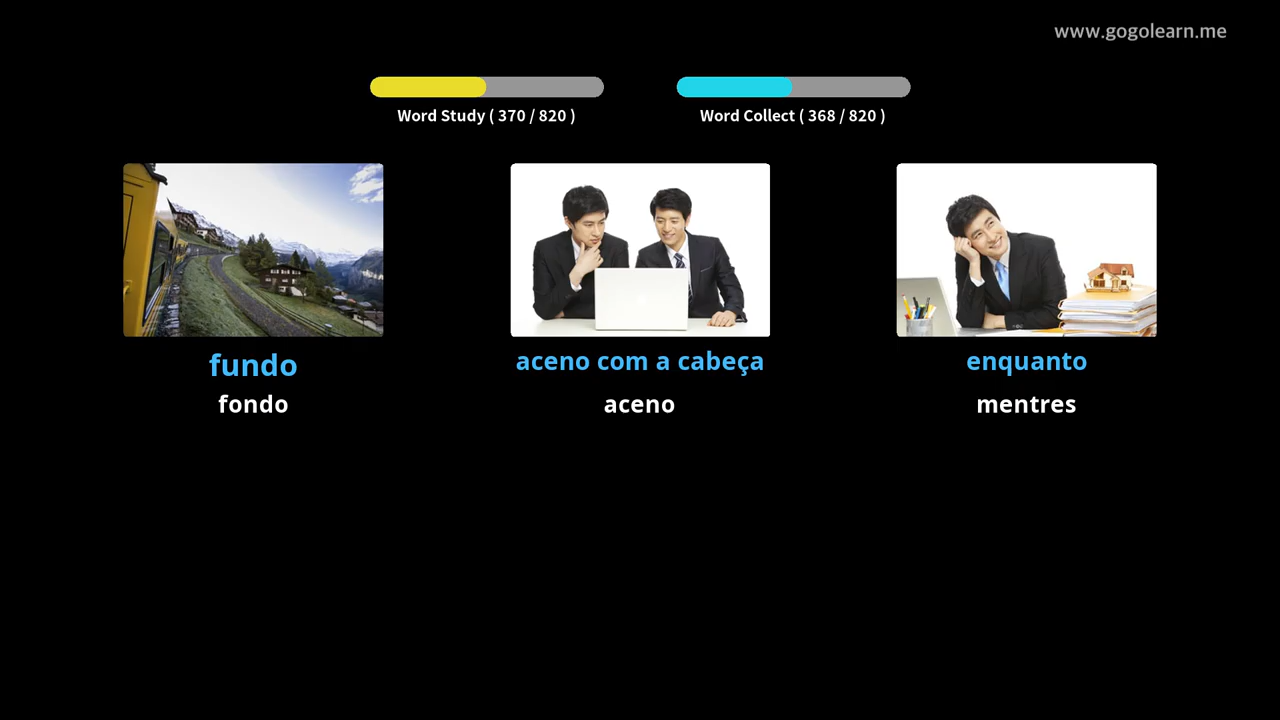 www.gogolearn.me
Word Study ( 370 / 820 )
Word Collect ( 368 / 820 )
fundo
fondo
aceno com a cabeça
aceno
enquanto
mentres